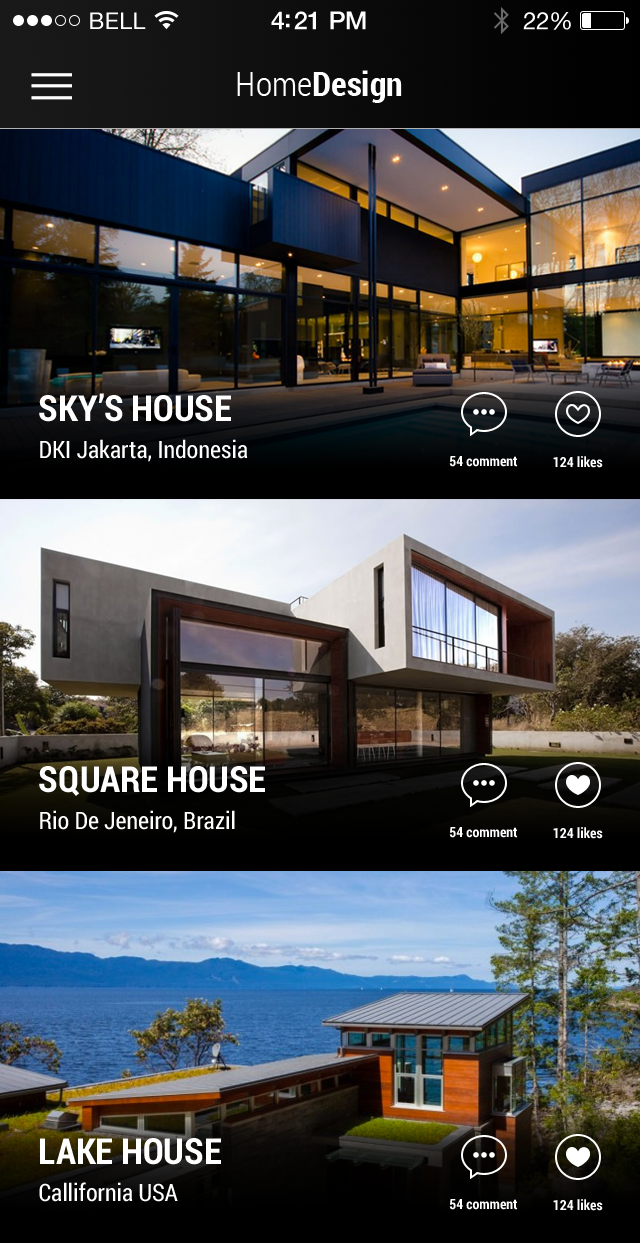 BELL 4:21 PM 22%
HomeDesign
SKY'S HOUSE
DKI Jakarta, Indonesia
54 comment 124 likes
SQUARE HOUSE
Rio De Jeneiro, Brazil
54 comment 124 likes
LAKE HOUSE
Callifornia USA
54 comment 124 likes